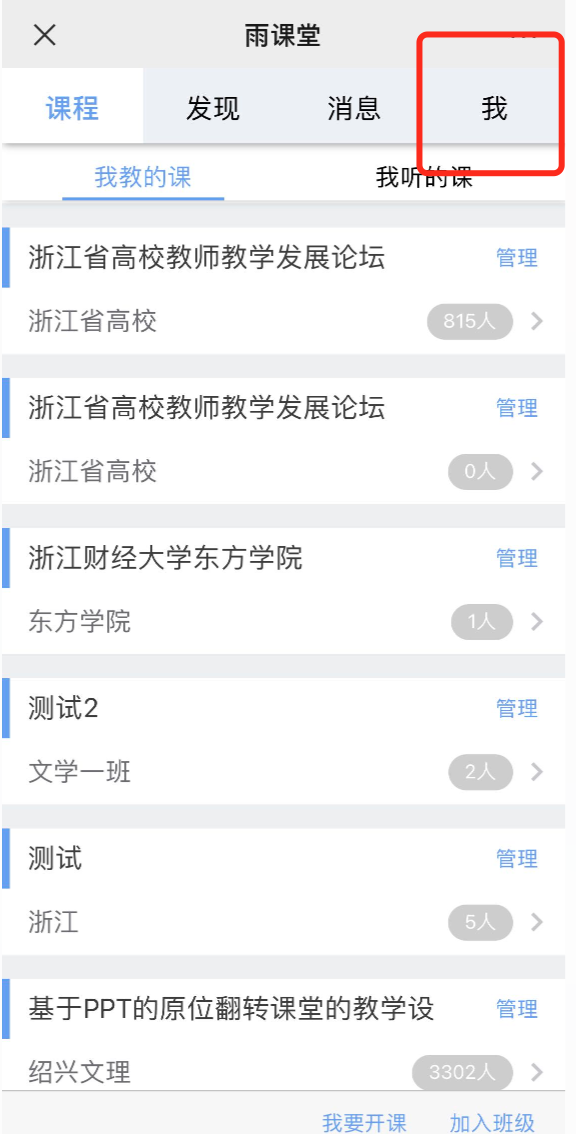 雨课堂
课程 发现 消息 我
我教的课 我听的课
浙江省高校教师教学发展论坛 管理
浙江省高校 815人
浙江省高校教师教学发展论坛 管理
浙江省高校 0人
浙江财经大学东方学院 管理
东方学院 1人
测试2 管理
文学一班 2人
测试 管理
浙江 5人
基于PPT的原位翻转课堂的教学设 管理
绍兴文理 3302人
我要开课 加入班级